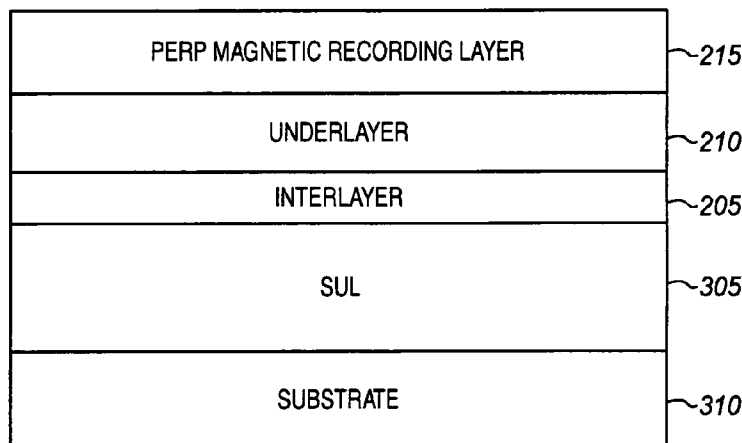 PERP MAGNETIC RECORDING LAYER 215
UNDERLAYER 210
INTERLAYER 205
SUL 305
SUBSTRATE 310